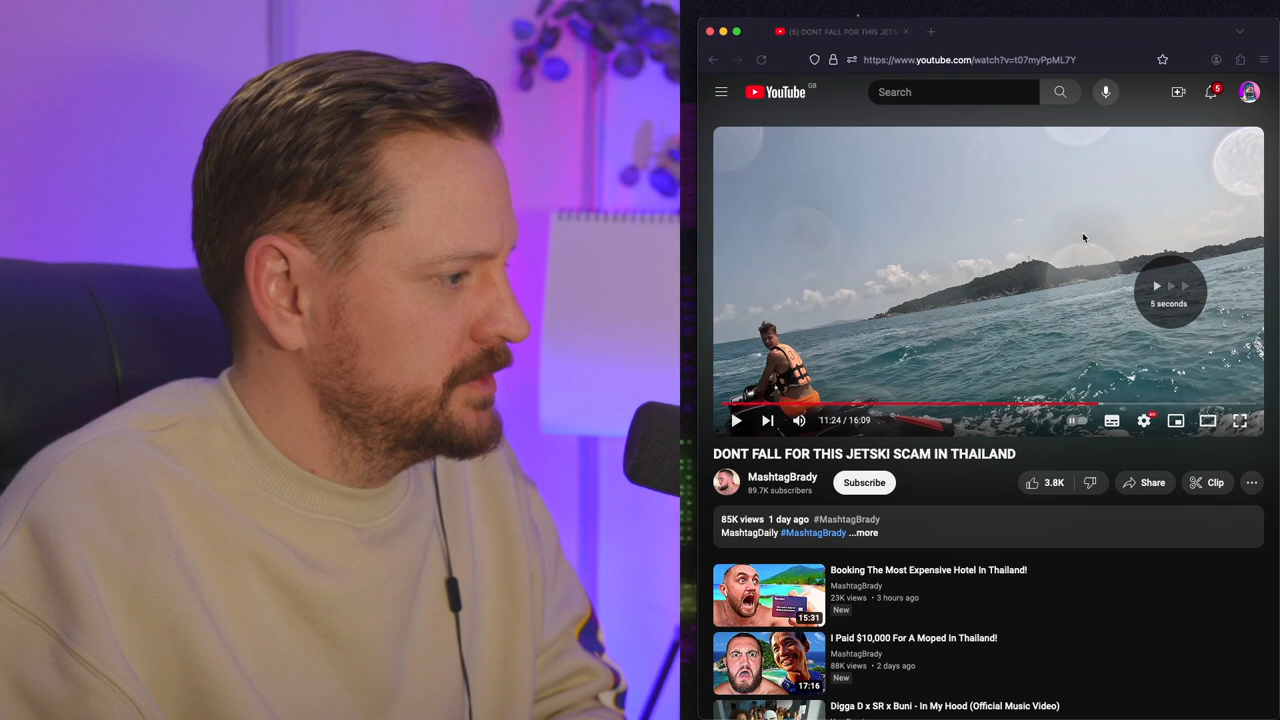 (5) DONT FALL FOR THIS JETS
https://www.youtube.com/watch?v=t07myPpML7Y
YouTube GB
Search
5
5 seconds
11:24 / 16:09
4K
DONT FALL FOR THIS JETSKI SCAM IN THAILAND
MashtagBrady
89.7K subscribers
Subscribe
3.8K
Share
Clip
85K views 1 day ago #MashtagBrady
MashtagDaily #MashtagBrady ...more
Booking The Most Expensive Hotel In Thailand!
MashtagBrady
23K views • 3 hours ago
New
15:31
I Paid $10,000 For A Moped In Thailand!
MashtagBrady
88K views • 2 days ago
New
17:16
Digga D x SR x Buni - In My Hood (Official Music Video)